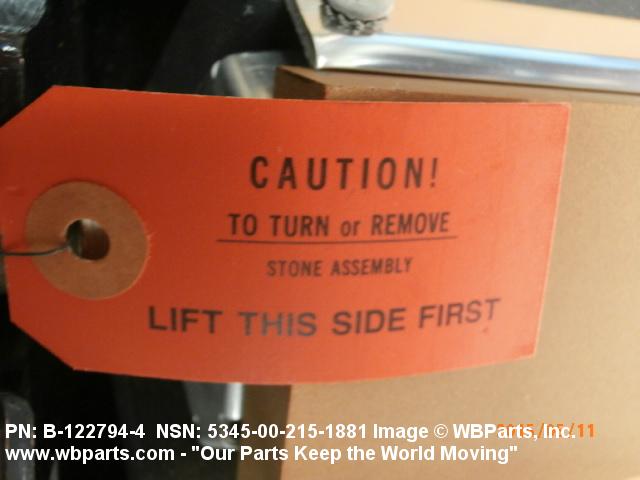 CAUTION!
TO TURN or REMOVE
STONE ASSEMBLY
LIFT THIS SIDE FIRST
PN: B-122794-4 NSN: 5345-00-215-1881 Image © WBParts, Inc.
www.wbparts.com - "Our Parts Keep the World Moving"